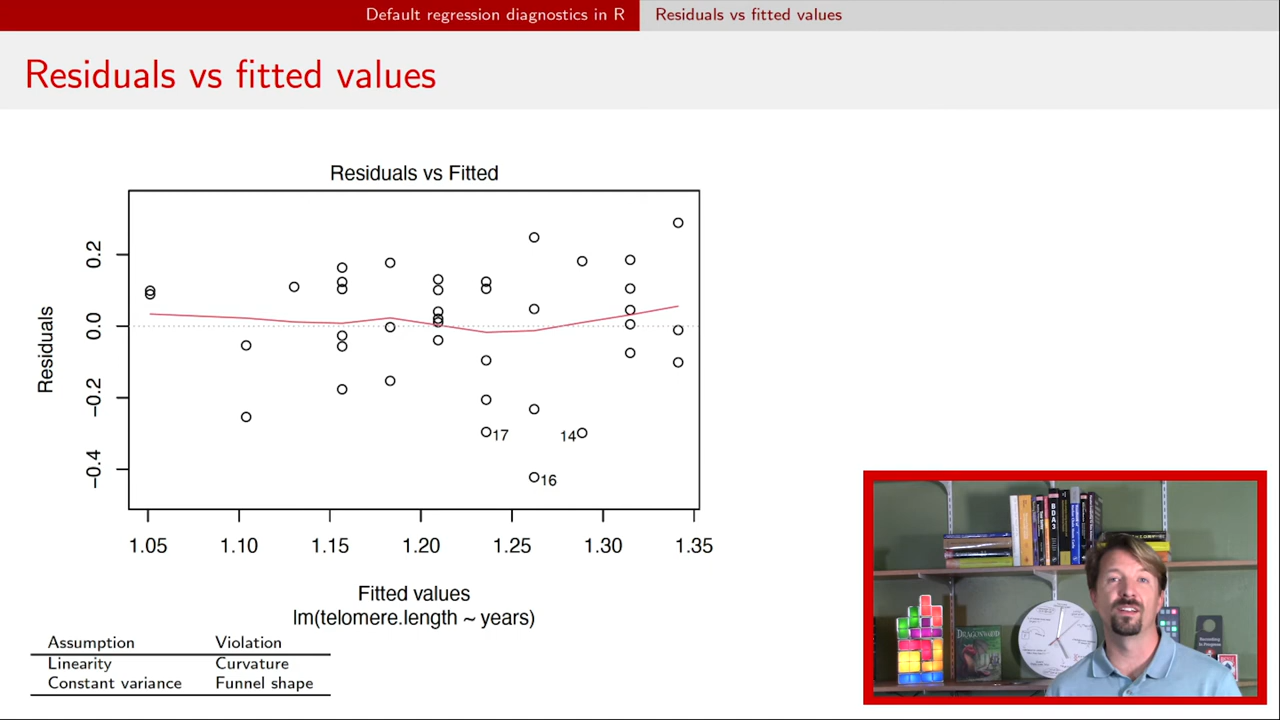 Default regression diagnostics in R
Residuals vs fitted values
Residuals vs fitted values
Residuals vs Fitted
Residuals
0.2
0.0
−0.2
−0.4
17
14
16
1.05 1.10 1.15 1.20 1.25 1.30 1.35
Fitted values
lm(telomere.length ~ years)
Assumption Violation
Linearity Curvature
Constant variance Funnel shape
BDA3
DRAGONWOOD